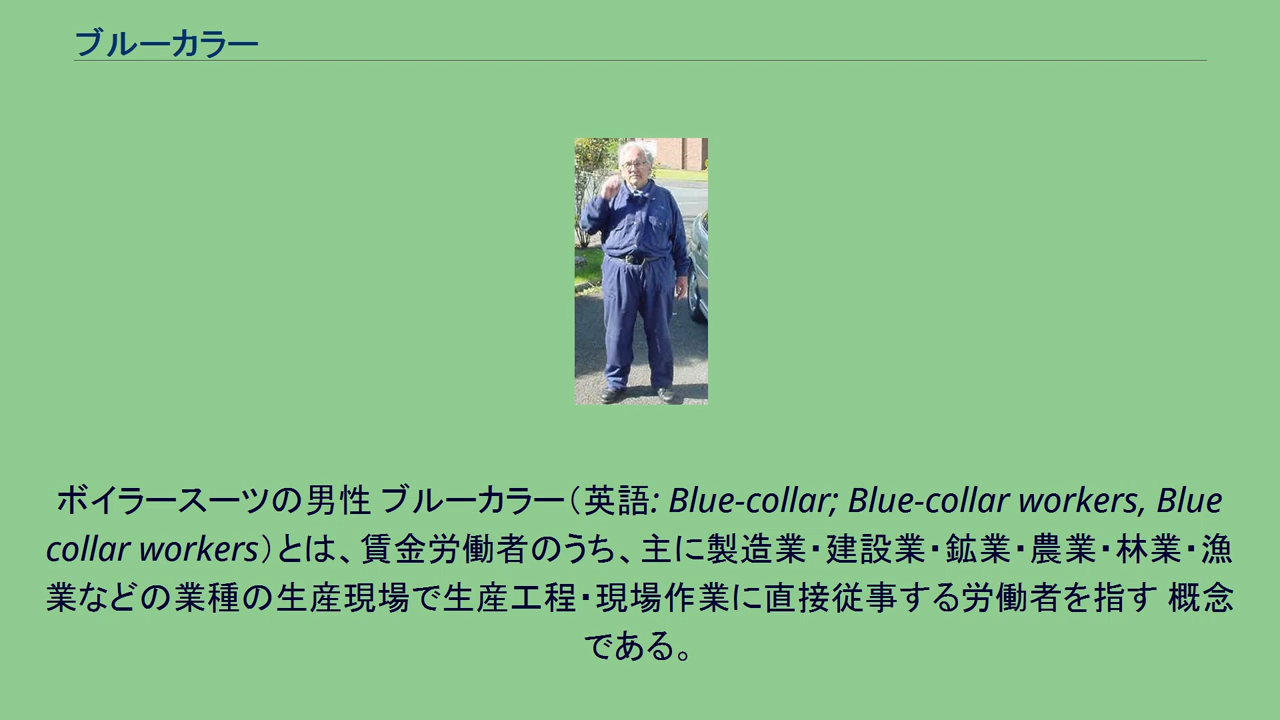 ブルーカラー
ボイラースーツの男性 ブルーカラー（英語: Blue-collar; Blue-collar workers, Blue
collar workers）とは、賃金労働者のうち、主に製造業・建設業・鉱業・農業・林業・漁
業などの業種の生産現場で生産工程・現場作業に直接従事する労働者を指す 概念
である。